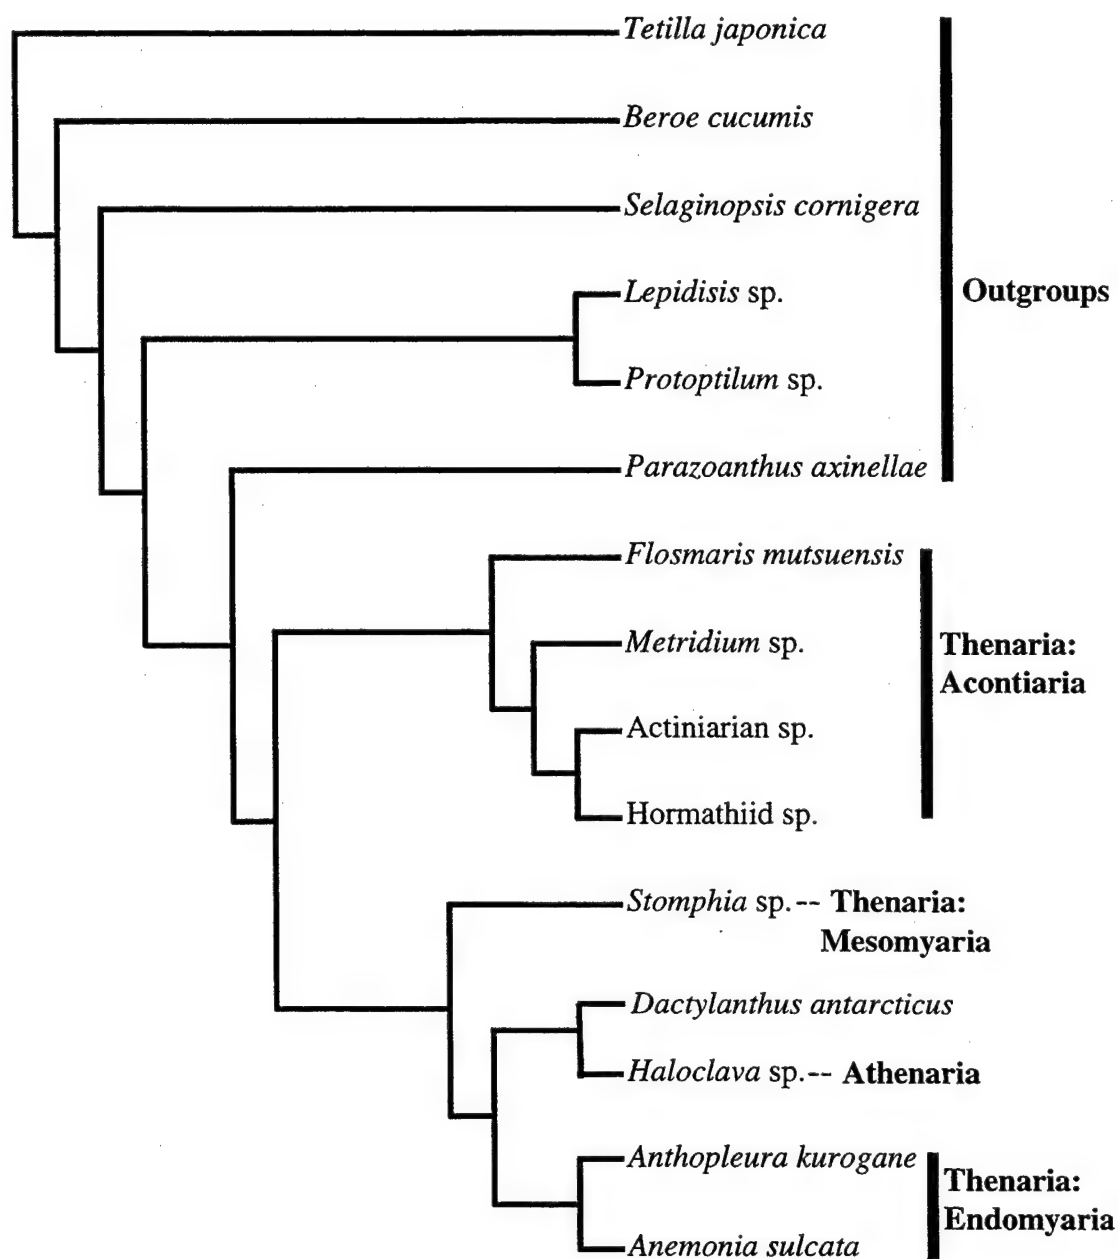 Tetilla japonica
Beroe cucumis
Selaginopsis cornigera
Lepidisis sp.
Outgroups
Protoptilum sp.
Parazoanthus axinellae
Flosmaris mutsuensis
Metridium sp.
Thenaria:
Acontiaria
Actiniarian sp.
Hormathiid sp.
Stomphia sp.-- Thenaria:
Mesomyaria
Dactylanthus antarcticus
Haloclava sp.-- Athenaria
Anthopleura kurogane
Thenaria:
Endomyaria
Anemonia sulcata